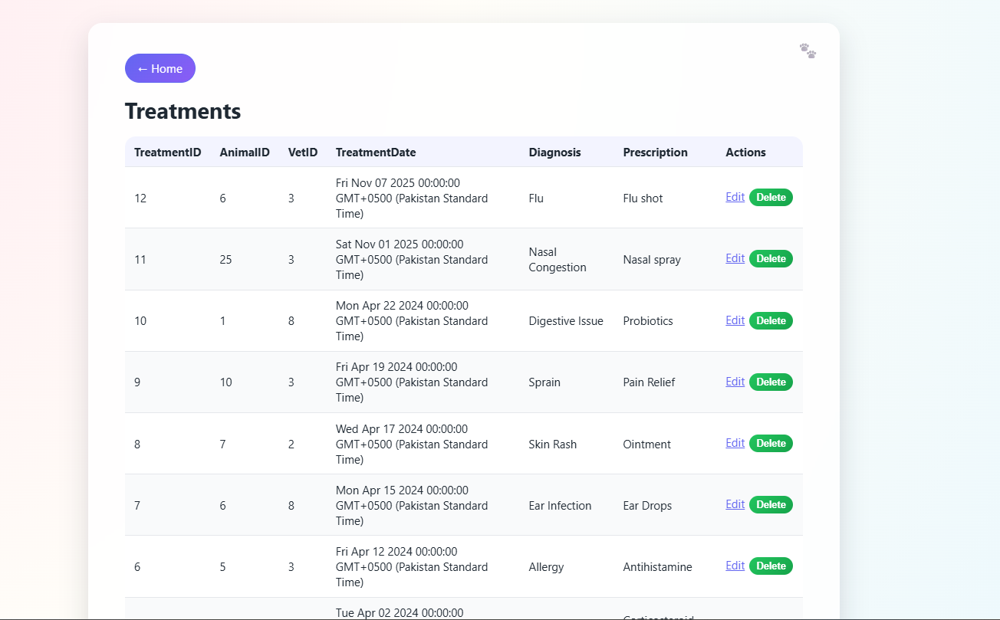 ← Home
Treatments
TreatmentID AnimalID VetID TreatmentDate Diagnosis Prescription Actions
Fri Nov 07 2025 00:00:00
12 6 3 GMT+0500 (Pakistan Standard Flu Flu shot Edit Delete
Time)
Sat Nov 01 2025 00:00:00
11 25 3 GMT+0500 (Pakistan Standard Nasal Congestion Nasal spray Edit Delete
Time)
Mon Apr 22 2024 00:00:00
10 1 8 GMT+0500 (Pakistan Standard Digestive Issue Probiotics Edit Delete
Time)
Fri Apr 19 2024 00:00:00
9 10 3 GMT+0500 (Pakistan Standard Sprain Pain Relief Edit Delete
Time)
Wed Apr 17 2024 00:00:00
8 7 2 GMT+0500 (Pakistan Standard Skin Rash Ointment Edit Delete
Time)
Mon Apr 15 2024 00:00:00
7 6 8 GMT+0500 (Pakistan Standard Ear Infection Ear Drops Edit Delete
Time)
Fri Apr 12 2024 00:00:00
6 5 3 GMT+0500 (Pakistan Standard Allergy Antihistamine Edit Delete
Time)
Tue Apr 02 2024 00:00:00